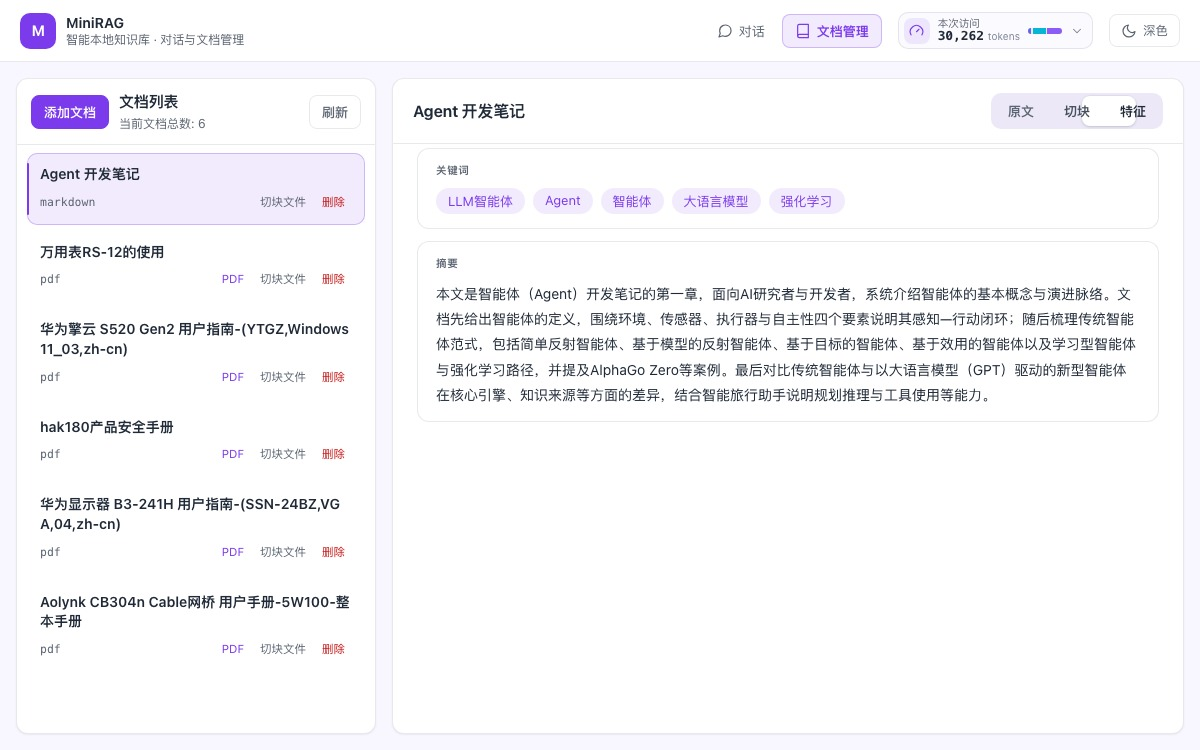 M
MiniRAG
智能本地知识库 · 对话与文档管理
对话
文档管理
本次访问
30,262 tokens
深色
添加文档
文档列表
当前文档总数: 6
刷新
Agent 开发笔记
markdown 切块文件 删除
万用表RS-12的使用
pdf PDF 切块文件 删除
华为擎云 S520 Gen2 用户指南-(YTGZ,Windows
11_03,zh-cn)
pdf PDF 切块文件 删除
hak180产品安全手册
pdf PDF 切块文件 删除
华为显示器 B3-241H 用户指南-(SSN-24BZ,VG
A,04,zh-cn)
pdf PDF 切块文件 删除
Aolynk CB304n Cable网桥 用户手册-5W100-整
本手册
pdf PDF 切块文件 删除
Agent 开发笔记
原文 切块 特征
关键词
LLM智能体 Agent 智能体 大语言模型 强化学习
摘要
本文是智能体（Agent）开发笔记的第一章，面向AI研究者与开发者，系统介绍智能体的基本概念与演进脉络。文
档先给出智能体的定义，围绕环境、传感器、执行器与自主性四个要素说明其感知—行动闭环；随后梳理传统智能
体范式，包括简单反射智能体、基于模型的反射智能体、基于目标的智能体、基于效用的智能体以及学习型智能体
与强化学习路径，并提及AlphaGo Zero等案例。最后对比传统智能体与以大语言模型（GPT）驱动的新型智能体
在核心引擎、知识来源等方面的差异，结合智能旅行助手说明规划推理与工具使用等能力。